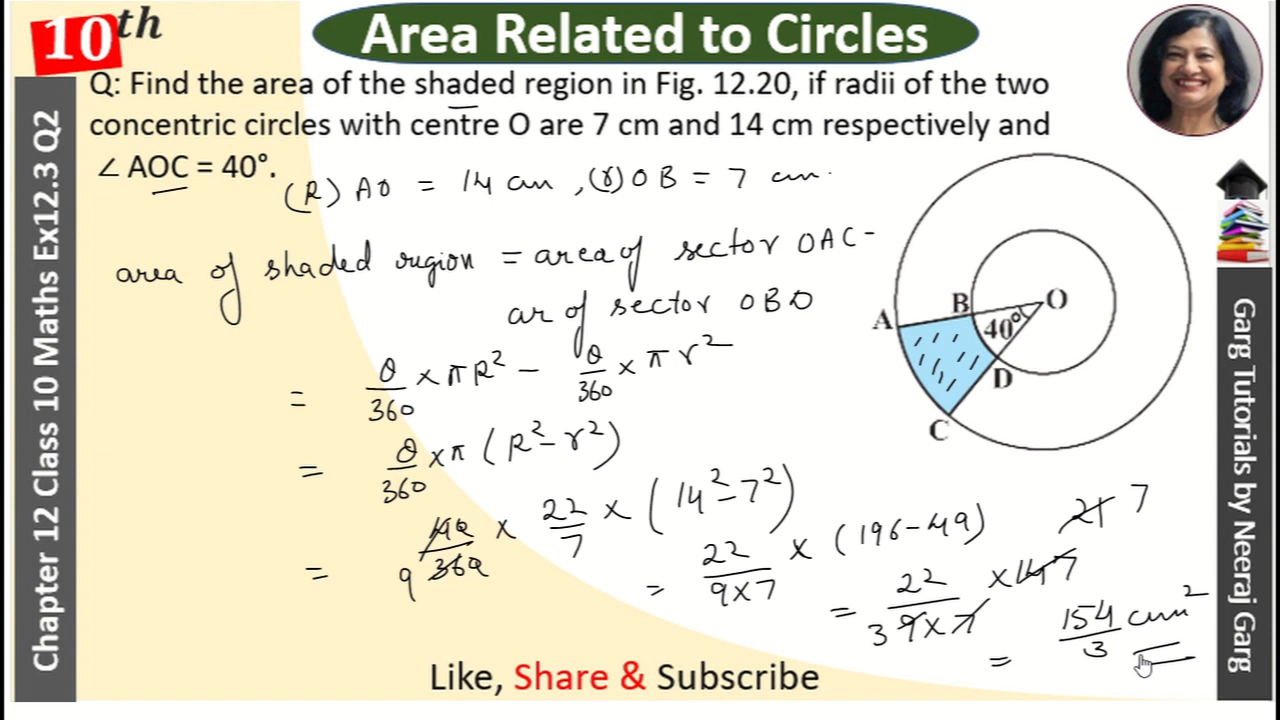 10th
Area Related to Circles
Q: Find the area of the shaded region in Fig. 12.20, if radii of the two
concentric circles with centre O are 7 cm and 14 cm respectively and
∠ AOC = 40°.
(R) AO = 14 cm, (r) OB = 7 cm.
area of shaded region = area of sector OAC -
ar of sector OBD
= θ/360 × π R² - θ/360 × π r²
= θ/360 × π (R² - r²)
= 40/360 9 × 22/7 × (14² - 7²)
= 22/9×7 × (196 - 49)
= 22/9×7 3 × 147 21 7
= 154/3 cm²
A
B
O
40°
D
C
Chapter 12 Class 10 Maths Ex12.3 Q2
Garg Tutorials by Neeraj Garg
Like, Share & Subscribe